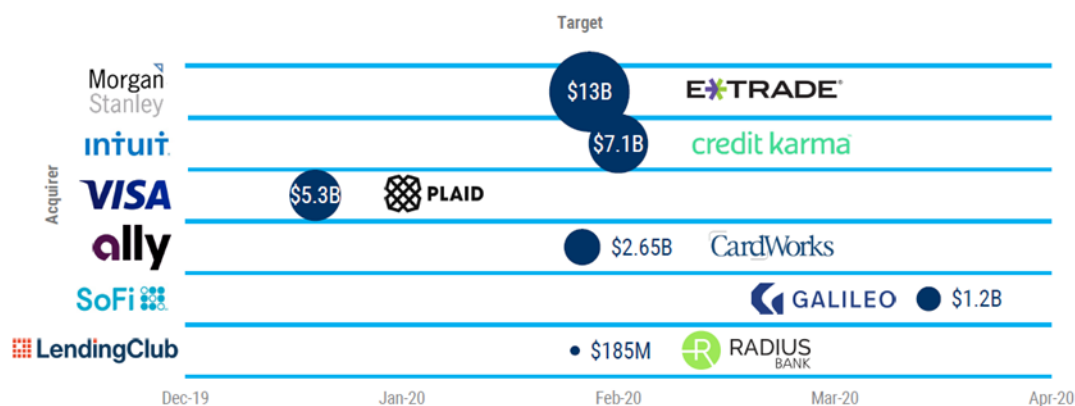 Target
Acquirer
Morgan
Stanley
$13B
E*TRADE®
ıntuıt.
$7.1B
credit karma
VISA
$5.3B
PLAID
ally
$2.65B
CardWorks
SoFi
GALILEO
$1.2B
LendingClub
$185M
R
RADIUS
BANK
Dec-19
Jan-20
Feb-20
Mar-20
Apr-20